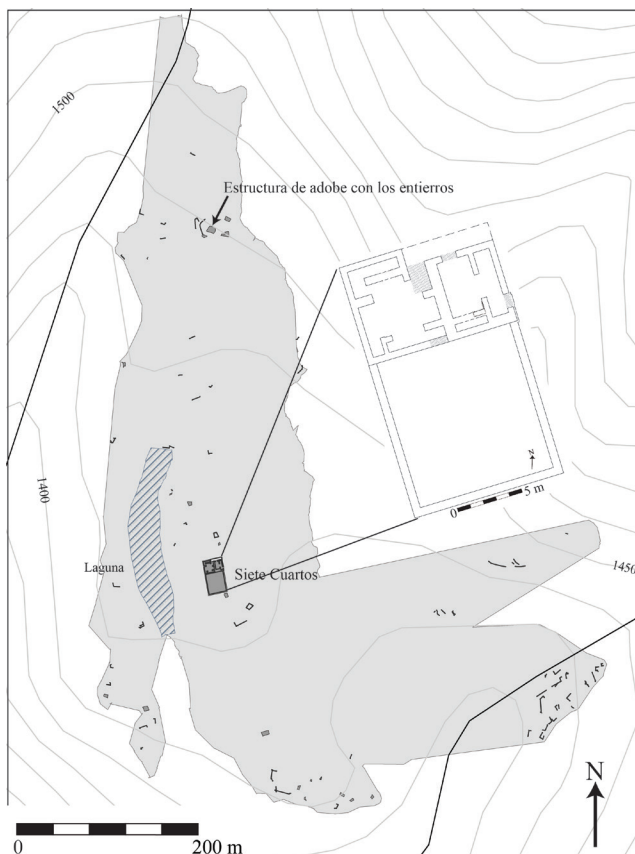 1500
Estructura de adobe con los entierros
N
0 5 m
1400
Laguna
Siete Cuartos
1450
N
0 200 m